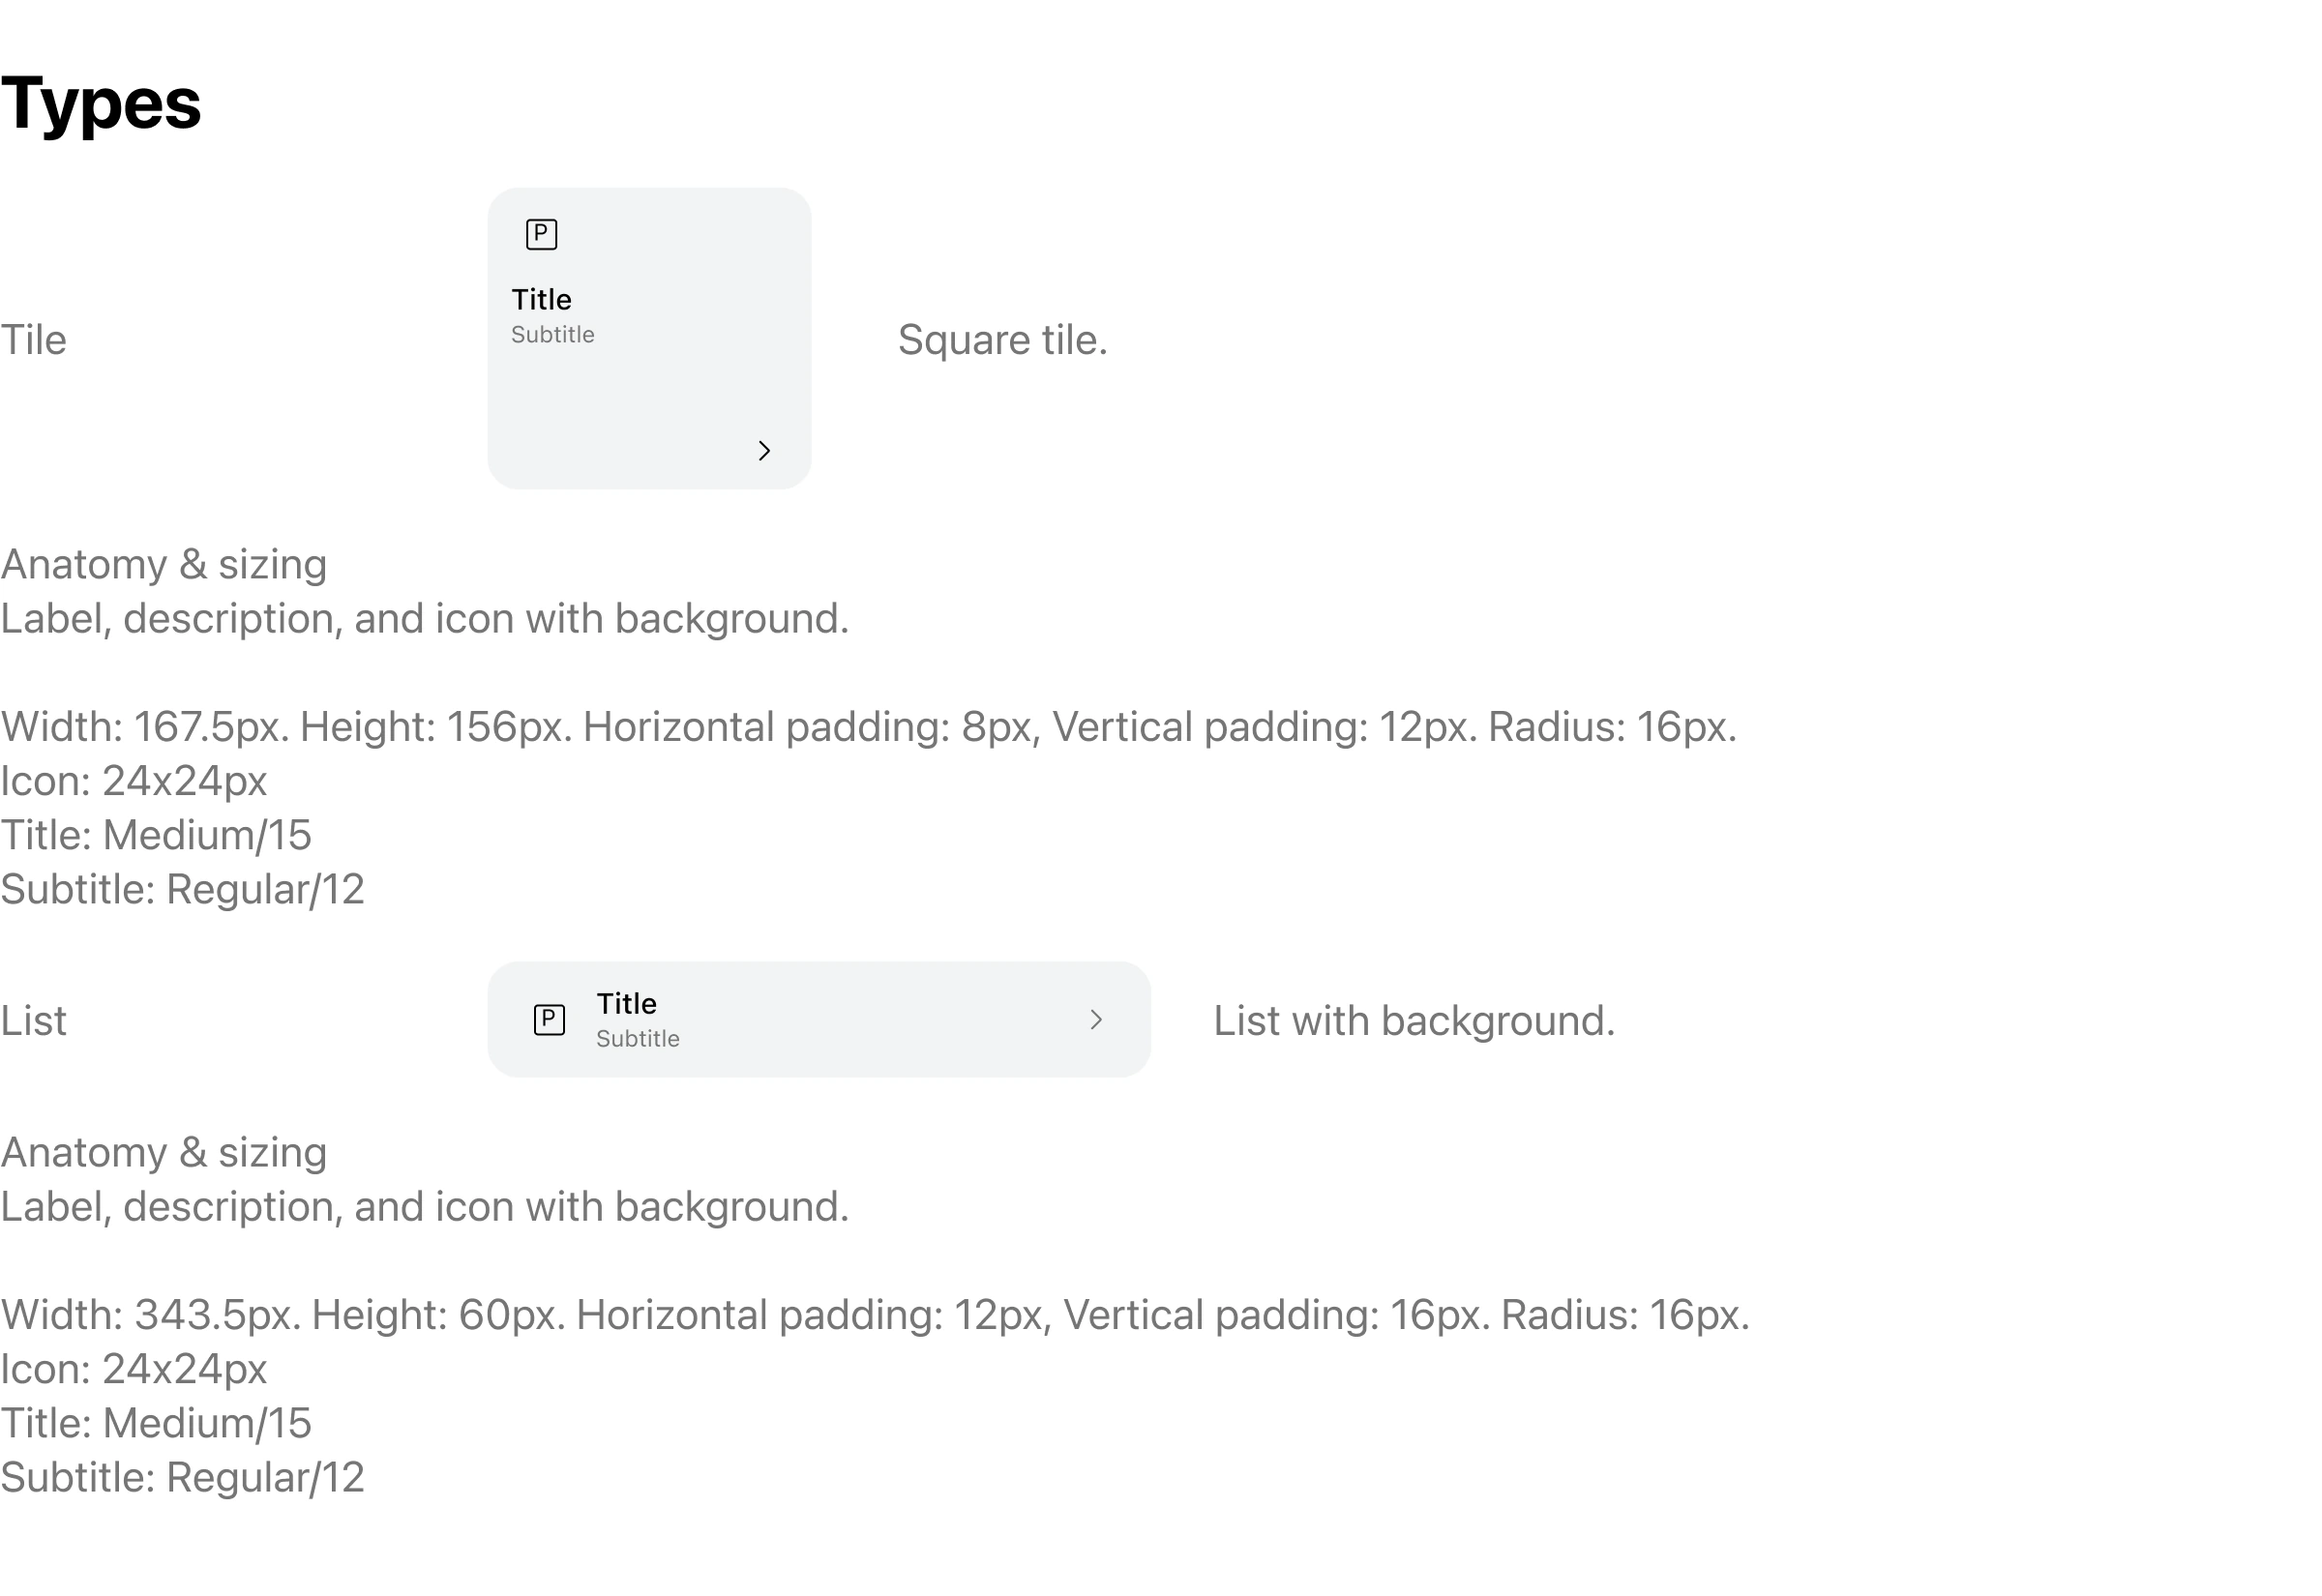 Types
P
Title
Subtitle
Tile
Square tile.
Anatomy & sizing
Label, description, and icon with background.
Width: 167.5px. Height: 156px. Horizontal padding: 8px, Vertical padding: 12px. Radius: 16px.
Icon: 24x24px
Title: Medium/15
Subtitle: Regular/12
List
P
Title
Subtitle
List with background.
Anatomy & sizing
Label, description, and icon with background.
Width: 343.5px. Height: 60px. Horizontal padding: 12px, Vertical padding: 16px. Radius: 16px.
Icon: 24x24px
Title: Medium/15
Subtitle: Regular/12